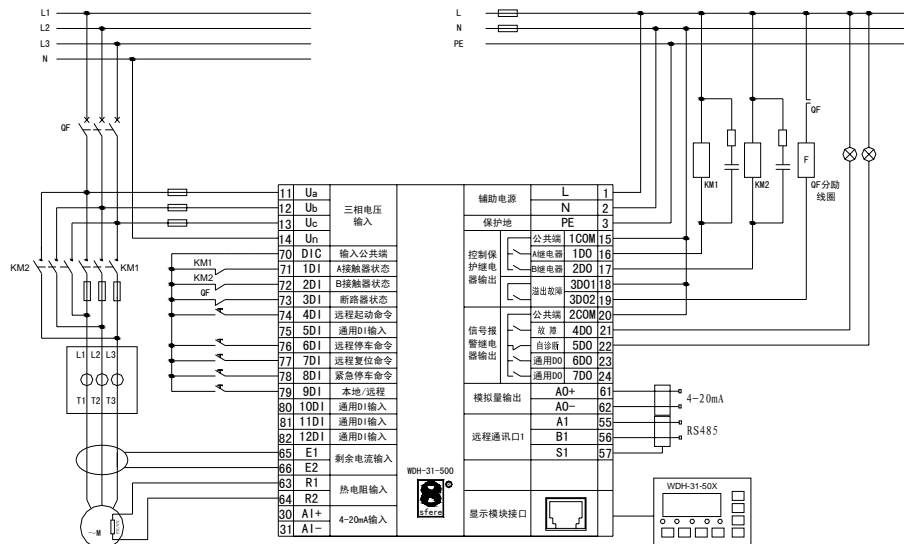 L1
L2
L3
N
L
N
PE
QF
KM2
KM1
L1 L2 L3
T1 T2 T3
~M
KM1
KM2
QF
11 Ua
12 Ub
13 Uc
14 Un
三相电压
输入
70 DIC 输入公共端
71 1DI A接触器状态
72 2DI B接触器状态
73 3DI 断路器状态
74 4DI 远程起动命令
75 5DI 通用DI输入
76 6DI 远程停车命令
77 7DI 远程复位命令
78 8DI 紧急停车命令
79 9DI 本地/远程
80 10DI 通用DI输入
81 11DI 通用DI输入
82 12DI 通用DI输入
65 E1
66 E2
剩余电流输入
63 R1
64 R2
热电阻输入
30 AI+
31 AI-
4-20mA输入
WDH-31-500
sfere
辅助电源
L 1
N 2
保护地 PE 3
控制保
护继电
器输出
公共端 1COM 15
A继电器 1DO 16
B继电器 2DO 17
溢出故障
3DO1 18
3DO2 19
信号报
警继电
器输出
公共端 2COM 20
故障 4DO 21
自诊断 5DO 22
通用DO 6DO 23
通用DO 7DO 24
模拟量输出
AO+ 61
AO- 62
远程通讯口1
A1 55
B1 56
S1 57
显示模块接口
4-20mA
RS485
WDH-31-50X
KM1
KM2
QF
F
QF分励
线圈